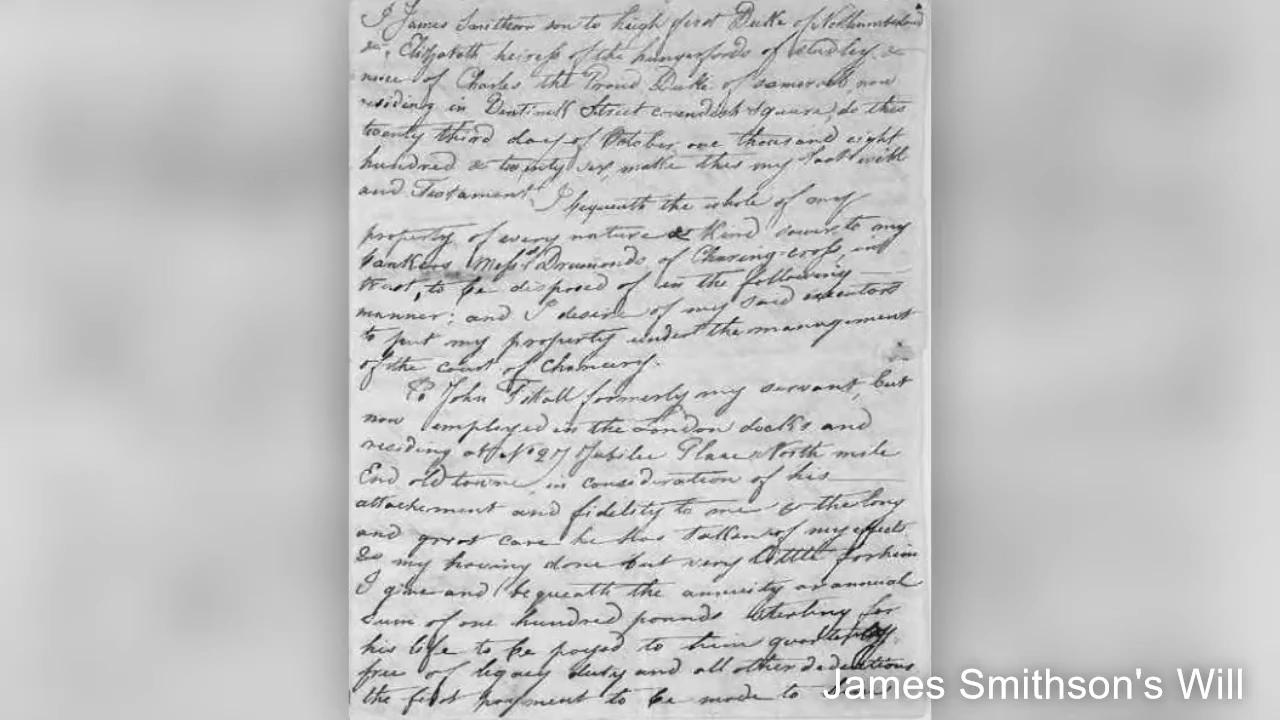 I James Smithson son to hugh first Duke of Northumberland
& Elizabeth heiress of the hungerfords of studley &
niece of Charles the Proud Duke of somerset now
residing in Bentinck Street cavendish square, do this
twenty third day of October one thousand eight
hundred & twenty six, make this my last will
and Testament. I bequeath the whole of my
property of every nature & kind soever to my
bankers Messrs Drumonds of Charing-cross, in
trust, to be disposed of in the following
manner; and I desire of my said executors
to put my property under the management
of the court of chancery.
To John Fitall formerly my servant, but
now employed in the London docks and
residing at No 27 Jubilee Place North mile
End old towne, in consideration of his
attachement and fidelity to me & the long
and great care he has taken of my effects
& my having done but very little for him
I give and bequeath the annuity or annual
sum of one hundred pounds sterling for
his life to be payed to him quarterly
free of legacy duty and all other deductions
the first payment to be made to him
James Smithson's Will